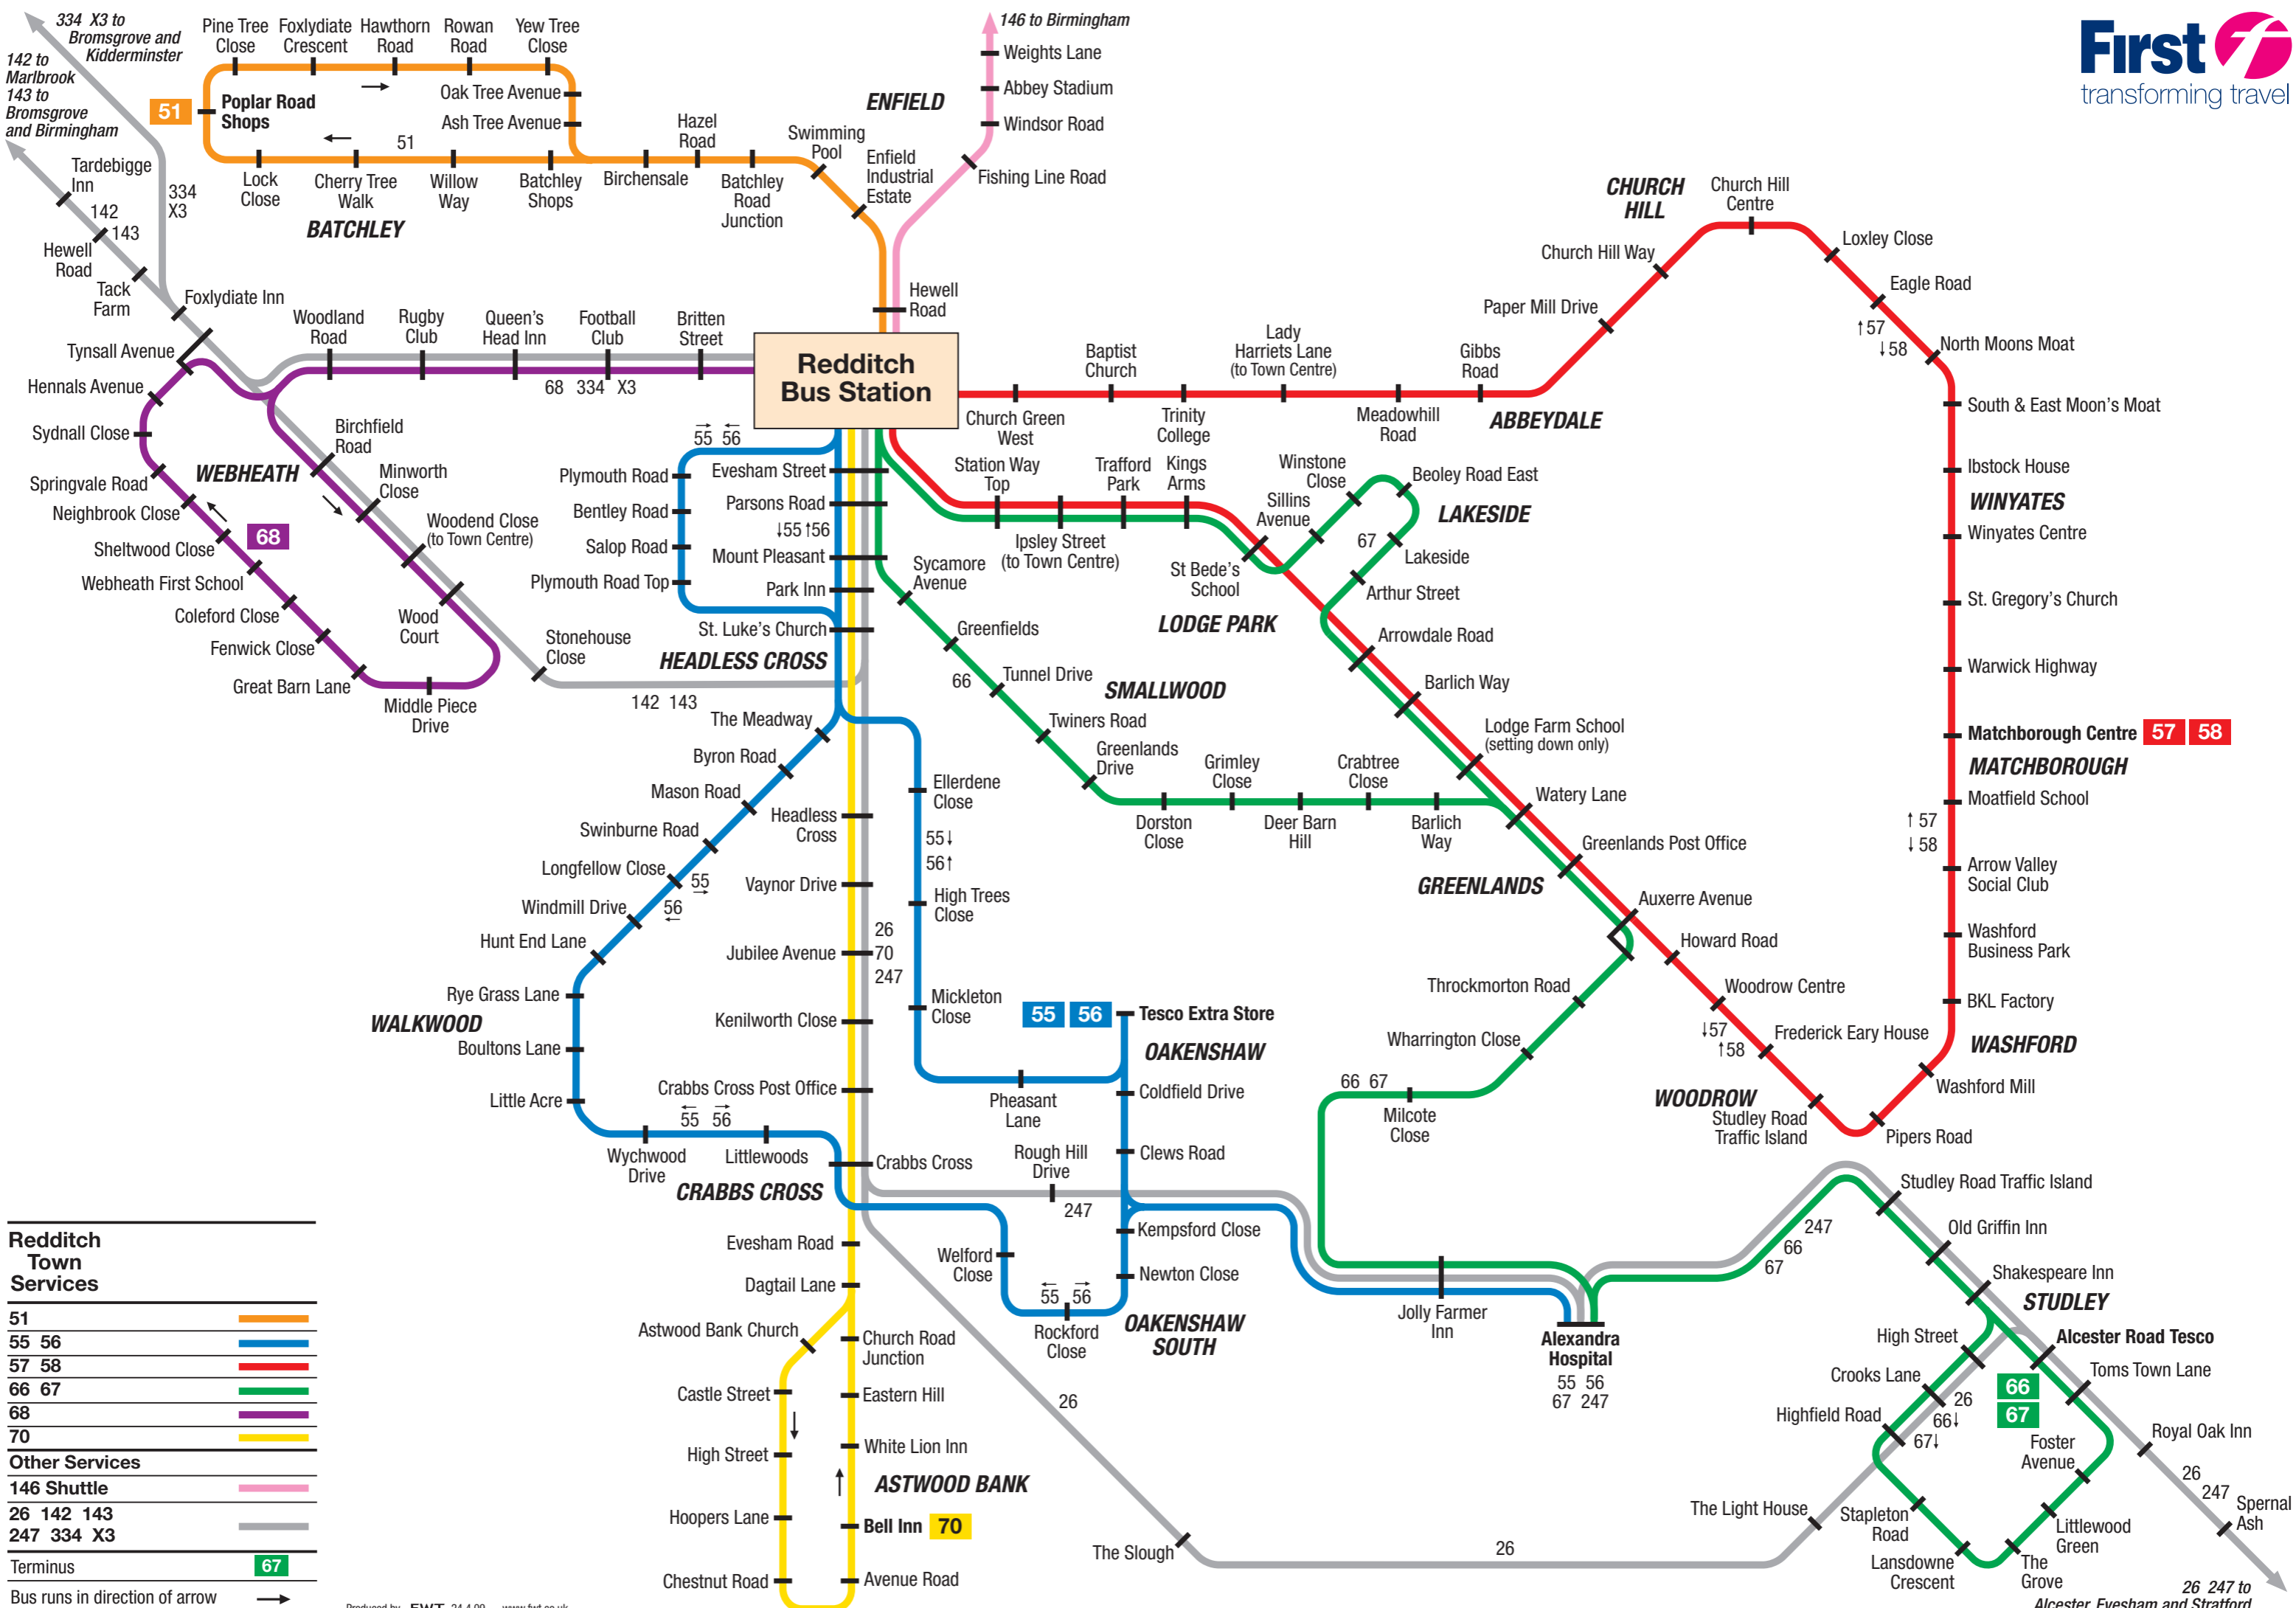 334 X3 to
Bromsgrove and
Kidderminster
142 to
Marlbrook
143 to
Bromsgrove
and Birmingham
Pine Tree
Close
Foxlydiate
Crescent
Hawthorn
Road
Rowan
Road
Yew Tree
Close
Oak Tree Avenue
Ash Tree Avenue
51
Poplar Road
Shops
51
Lock
Close
Cherry Tree
Walk
Willow
Way
Batchley
Shops
Birchensale
Hazel
Road
Batchley
Road
Junction
Swimming
Pool
Enfield
Industrial
Estate
BATCHLEY
ENFIELD
146 to Birmingham
Weights Lane
Abbey Stadium
Windsor Road
Fishing Line Road
Hewell
Road
First
transforming travel
Tardebigge
Inn
142
143
334
X3
Hewell
Road
Tack
Farm
Foxlydiate Inn
Tynsall Avenue
Hennals Avenue
Sydnall Close
Springvale Road
Neighbrook Close
Sheltwood Close
Webheath First School
Coleford Close
Fenwick Close
Great Barn Lane
Middle Piece
Drive
WEBHEATH
68
Woodland
Road
Rugby
Club
Queen's
Head Inn
Football
Club
Britten
Street
68 334 X3
Birchfield
Road
Minworth
Close
Woodend Close
(to Town Centre)
Wood
Court
Stonehouse
Close
142 143
Redditch
Bus Station
55 56
Plymouth Road
Bentley Road
Salop Road
Plymouth Road Top
Evesham Street
Parsons Road
↓55 ↑56
Mount Pleasant
Park Inn
St. Luke's Church
HEADLESS CROSS
The Meadway
Byron Road
Mason Road
Swinburne Road
Longfellow Close
55
56
Windmill Drive
Hunt End Lane
Rye Grass Lane
WALKWOOD
Boultons Lane
Little Acre
55 56
Wychwood
Drive
Littlewoods
CRABBS CROSS
Headless
Cross
Vaynor Drive
26
70
247
Jubilee Avenue
Kenilworth Close
Crabbs Cross Post Office
Crabbs Cross
Ellerdene
Close
55↓
56↑
High Trees
Close
Mickleton
Close
Pheasant
Lane
55 56
Tesco Extra Store
OAKENSHAW
Coldfield Drive
Clews Road
Rough Hill
Drive
247
Kempsford Close
Newton Close
Welford
Close
55 56
Rockford
Close
OAKENSHAW
SOUTH
Evesham Road
Dagtail Lane
Astwood Bank Church
Church Road
Junction
Castle Street
Eastern Hill
High Street
White Lion Inn
ASTWOOD BANK
Hoopers Lane
Bell Inn 70
Chestnut Road
Avenue Road
Church Green
West
Baptist
Church
Trinity
College
Lady
Harriets Lane
(to Town Centre)
Meadowhill
Road
Gibbs
Road
ABBEYDALE
Paper Mill Drive
Church Hill Way
CHURCH
HILL
Church Hill
Centre
Loxley Close
Eagle Road
↑57
↓58
North Moons Moat
South & East Moon's Moat
Ibstock House
WINYATES
Winyates Centre
St. Gregory's Church
Warwick Highway
Matchborough Centre 57 58
MATCHBOROUGH
Moatfield School
↑57
↓58
Arrow Valley
Social Club
Washford
Business Park
BKL Factory
WASHFORD
Washford Mill
Pipers Road
Station Way
Top
Ipsley Street
(to Town Centre)
Trafford
Park
Kings
Arms
St Bede's
School
LODGE PARK
Sillins
Avenue
Winstone
Close
Beoley Road East
LAKESIDE
67
Lakeside
Arthur Street
Arrowdale Road
Barlich Way
Lodge Farm School
(setting down only)
Watery Lane
Greenlands Post Office
GREENLANDS
Auxerre Avenue
Howard Road
Woodrow Centre
↓57
↑58
Frederick Eary House
WOODROW
Studley Road
Traffic Island
Sycamore
Avenue
Greenfields
66
Tunnel Drive
SMALLWOOD
Twiners Road
Greenlands
Drive
Dorston
Close
Grimley
Close
Deer Barn
Hill
Crabtree
Close
Barlich
Way
Throckmorton Road
Wharrington Close
66 67
Milcote
Close
Jolly Farmer
Inn
Alexandra
Hospital
55 56
67 247
247
66
67
Studley Road Traffic Island
Old Griffin Inn
Shakespeare Inn
STUDLEY
High Street
Alcester Road Tesco
Crooks Lane
Toms Town Lane
66
67
26
66↓
67↓
Highfield Road
Foster
Avenue
Royal Oak Inn
26
247
Spernal
Ash
The Light House
Stapleton
Road
Littlewood
Green
Lansdowne
Crescent
The
Grove
26
The Slough
26
26 247 to
Alcester, Evesham and Stratford
Redditch
Town
Services
51
55 56
57 58
66 67
68
70
Other Services
146 Shuttle
26 142 143
247 334 X3
Terminus 67
Bus runs in direction of arrow
Produced by FWT 24.4.09 www.fwt.co.uk